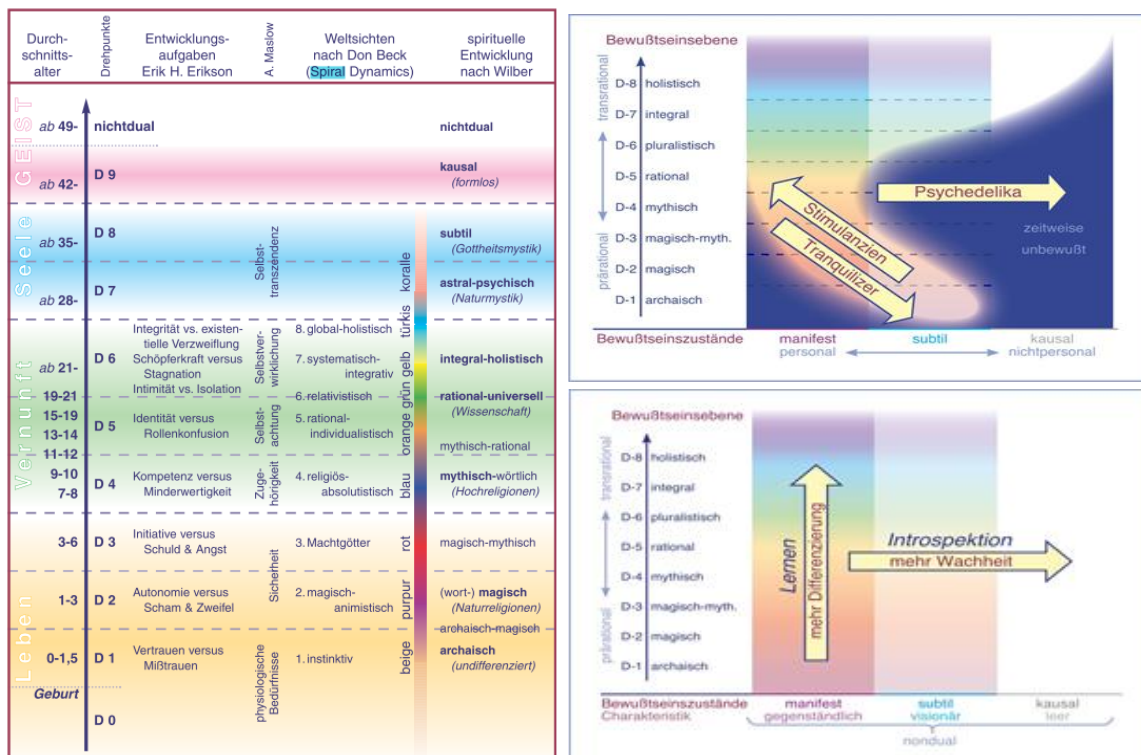 Durch-
schnitts-
alter
Drehpunkte
Entwicklungs-
aufgaben
Erik H. Erikson
A. Maslow
Weltsichten
nach Don Beck
(Spiral Dynamics)
spirituelle
Entwicklung
nach Wilber
GEIST
Seele
Vernunft
Leben
ab 49-
nichtdual
nichtdual
ab 42-
D 9
kausal
(formlos)
ab 35-
D 8
subtil
(Gottheitsmystik)
ab 28-
D 7
Selbst-
transzendenz
koralle
astral-psychisch
(Naturmystik)
türkis
Integrität vs. existen-
tielle Verzweiflung
8. global-holistisch
ab 21-
D 6
Schöpferkraft versus
Stagnation
Selbstver-
wirklichung
7. systematisch-
integrativ
gelb
integral-holistisch
Intimität vs. Isolation
19-21
6. relativistisch
grün
rational-universell
(Wissenschaft)
15-19
13-14
D 5
Identität versus
Rollenkonfusion
Selbst-
achtung
5. rational-
individualistisch
orange
mythisch-rational
11-12
9-10
7-8
D 4
Kompetenz versus
Minderwertigkeit
Zuge-
hörigkeit
4. religiös-
absolutistisch
blau
mythisch-wörtlich
(Hochreligionen)
3-6
D 3
Initiative versus
Schuld & Angst
Sicherheit
3. Machtgötter
rot
magisch-mythisch
1-3
D 2
Autonomie versus
Scham & Zweifel
2. magisch-
animistisch
purpur
(wort-) magisch
(Naturreligionen)
archaisch-magisch
0-1,5
D 1
Vertrauen versus
Mißtrauen
physiologische
Bedürfnisse
1. instinktiv
beige
archaisch
(undifferenziert)
Geburt
D 0
Bewußtseinsebene
transrational
prärational
D-8 holistisch
D-7 integral
D-6 pluralistisch
D-5 rational
D-4 mythisch
D-3 magisch-myth.
D-2 magisch
D-1 archaisch
Psychedelika
Stimulanzien
Tranquilizer
zeitweise
unbewußt
Bewußtseinszustände
manifest
subtil
kausal
personal
nichtpersonal
Bewußtseinsebene
transrational
prärational
D-8 holistisch
D-7 integral
D-6 pluralistisch
D-5 rational
D-4 mythisch
D-3 magisch-myth.
D-2 magisch
D-1 archaisch
Lernen
mehr Differenzierung
Introspektion
mehr Wachheit
Bewußtseinszustände
manifest
subtil
kausal
Charakteristik
gegenständlich
visionär
leer
nondual